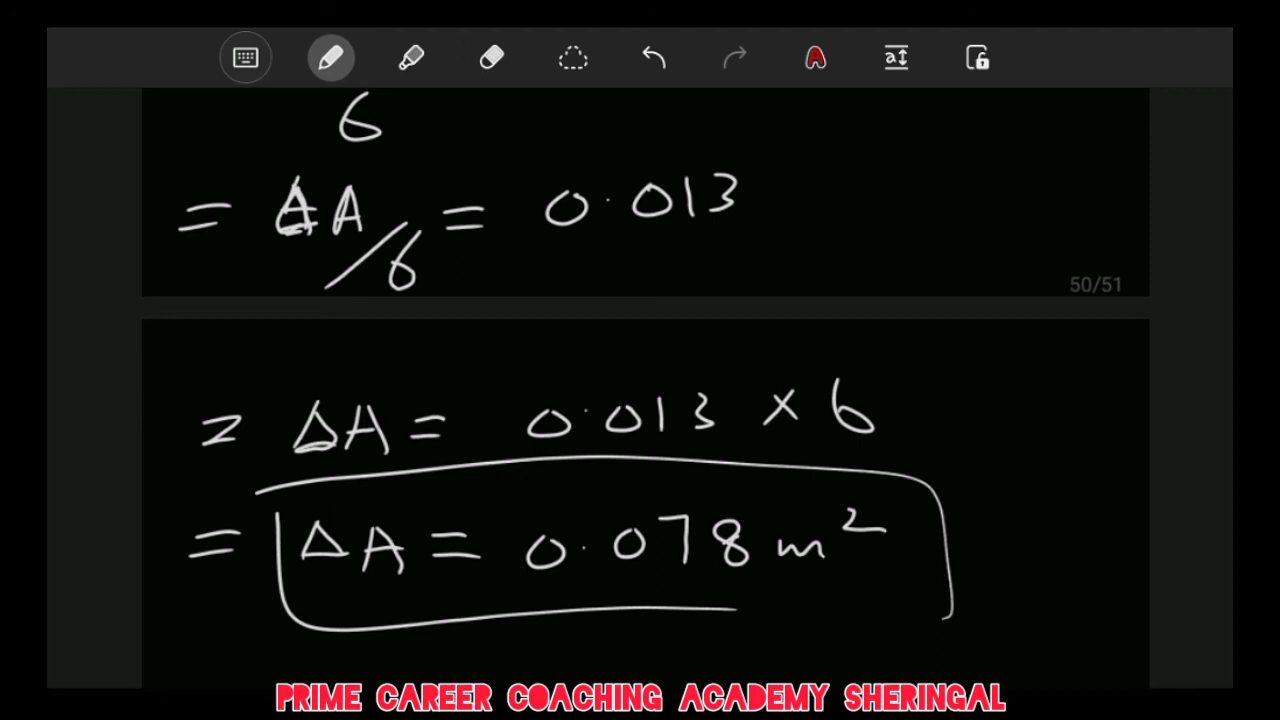 6
= ΔA/6 = 0.013
50/51
= ΔA = 0.013 × 6
= ΔA = 0.078 m²
PRIME CAREER COACHING ACADEMY SHERINGAL